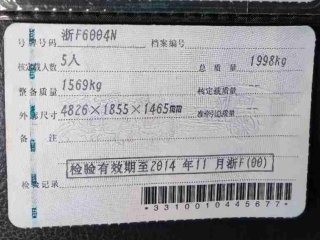 号牌号码 浙F6004N 档案编号
核定载人数 5人 总质量 1998kg
整备质量 1569kg 核定载质量
外廓尺寸 4826×1855×1465mm 准牵引总质量
备注
检验有效期至2014年11月浙F(00)
检验记录
*3310010445677*